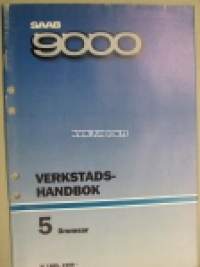 SAAB
9000
VERKSTADS-
HANDBOK
5 Bromsar